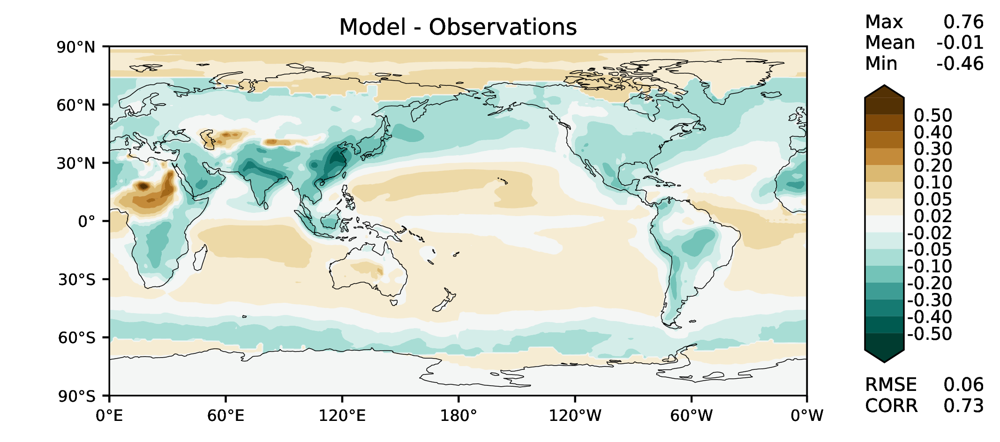 Model - Observations
Max 0.76
Mean -0.01
Min -0.46
90°N
60°N
30°N
0°
30°S
60°S
90°S
0°E 60°E 120°E 180° 120°W 60°W 0°W
0.50
0.40
0.30
0.20
0.10
0.05
0.02
-0.02
-0.05
-0.10
-0.20
-0.30
-0.40
-0.50
RMSE 0.06
CORR 0.73